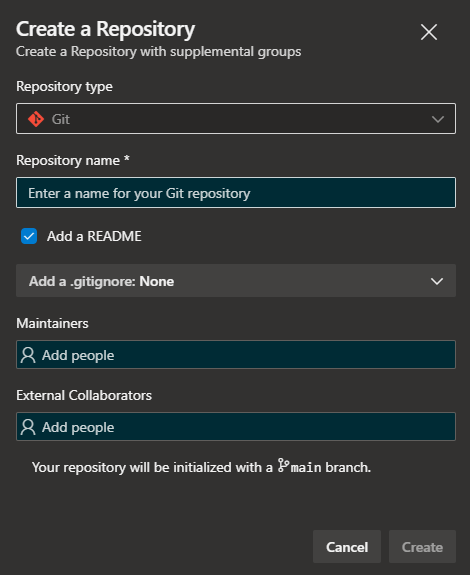 Create a Repository
Create a Repository with supplemental groups
Repository type
Git
Repository name *
Enter a name for your Git repository
Add a README
Add a .gitignore: None
Maintainers
Add people
External Collaborators
Add people
Your repository will be initialized with a main branch.
Cancel
Create